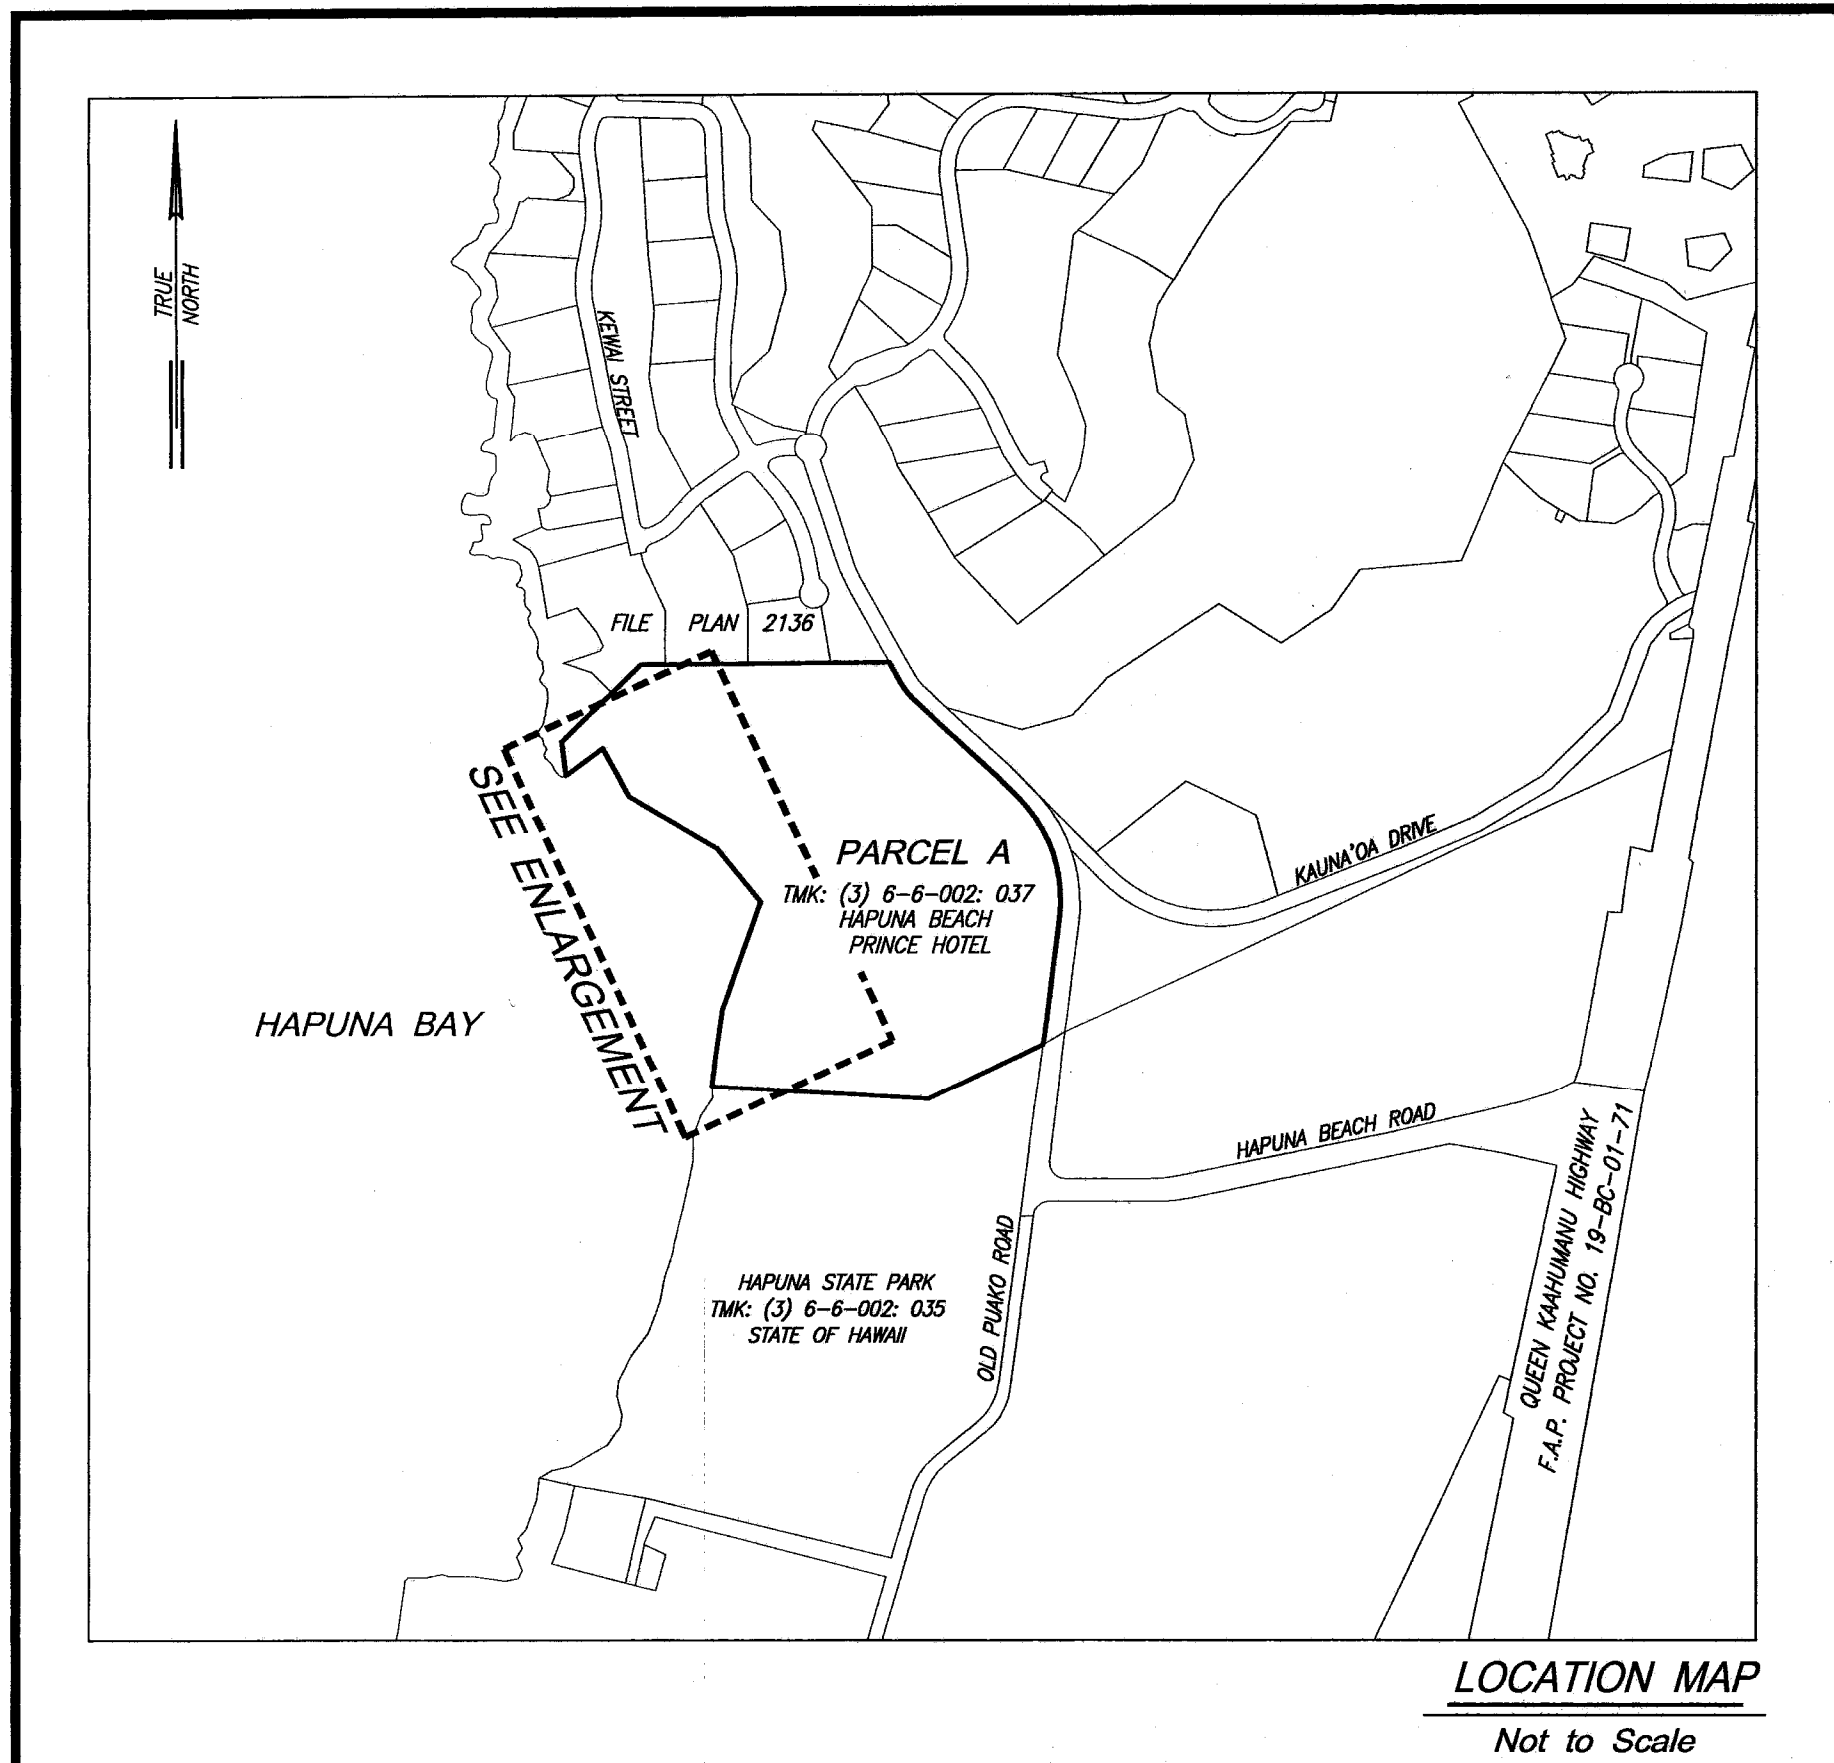 TRUE
NORTH
KEWAI STREET
FILE PLAN 2136
SEE ENLARGEMENT
PARCEL A
TMK: (3) 6-6-002: 037
HAPUNA BEACH
PRINCE HOTEL
KAUNA'OA DRIVE
HAPUNA BAY
HAPUNA BEACH ROAD
QUEEN KAAHUMANU HIGHWAY
F.A.P. PROJECT NO. 19-BC-01-71
OLD PUAKO ROAD
HAPUNA STATE PARK
TMK: (3) 6-6-002: 035
STATE OF HAWAII
LOCATION MAP
Not to Scale